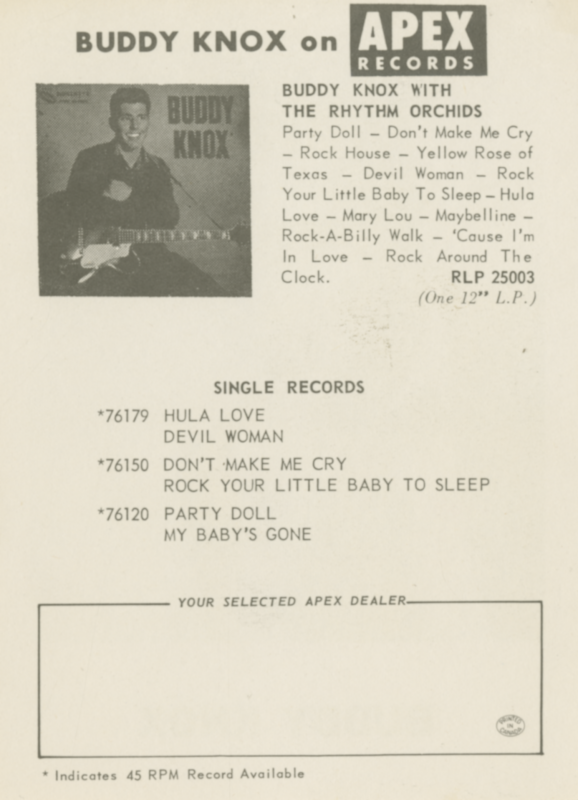 BUDDY KNOX on APEX
RECORDS
BUDDY
KNOX
BUDDY KNOX WITH
THE RHYTHM ORCHIDS
Party Doll – Don't Make Me Cry
– Rock House – Yellow Rose of
Texas – Devil Woman – Rock
Your Little Baby To Sleep – Hula
Love – Mary Lou – Maybelline –
Rock-A-Billy Walk – 'Cause I'm
In Love – Rock Around The
Clock. RLP 25003
(One 12" L.P.)
SINGLE RECORDS
*76179 HULA LOVE
DEVIL WOMAN
*76150 DON'T MAKE ME CRY
ROCK YOUR LITTLE BABY TO SLEEP
*76120 PARTY DOLL
MY BABY'S GONE
YOUR SELECTED APEX DEALER
PRINTED
IN
CANADA
* Indicates 45 RPM Record Available